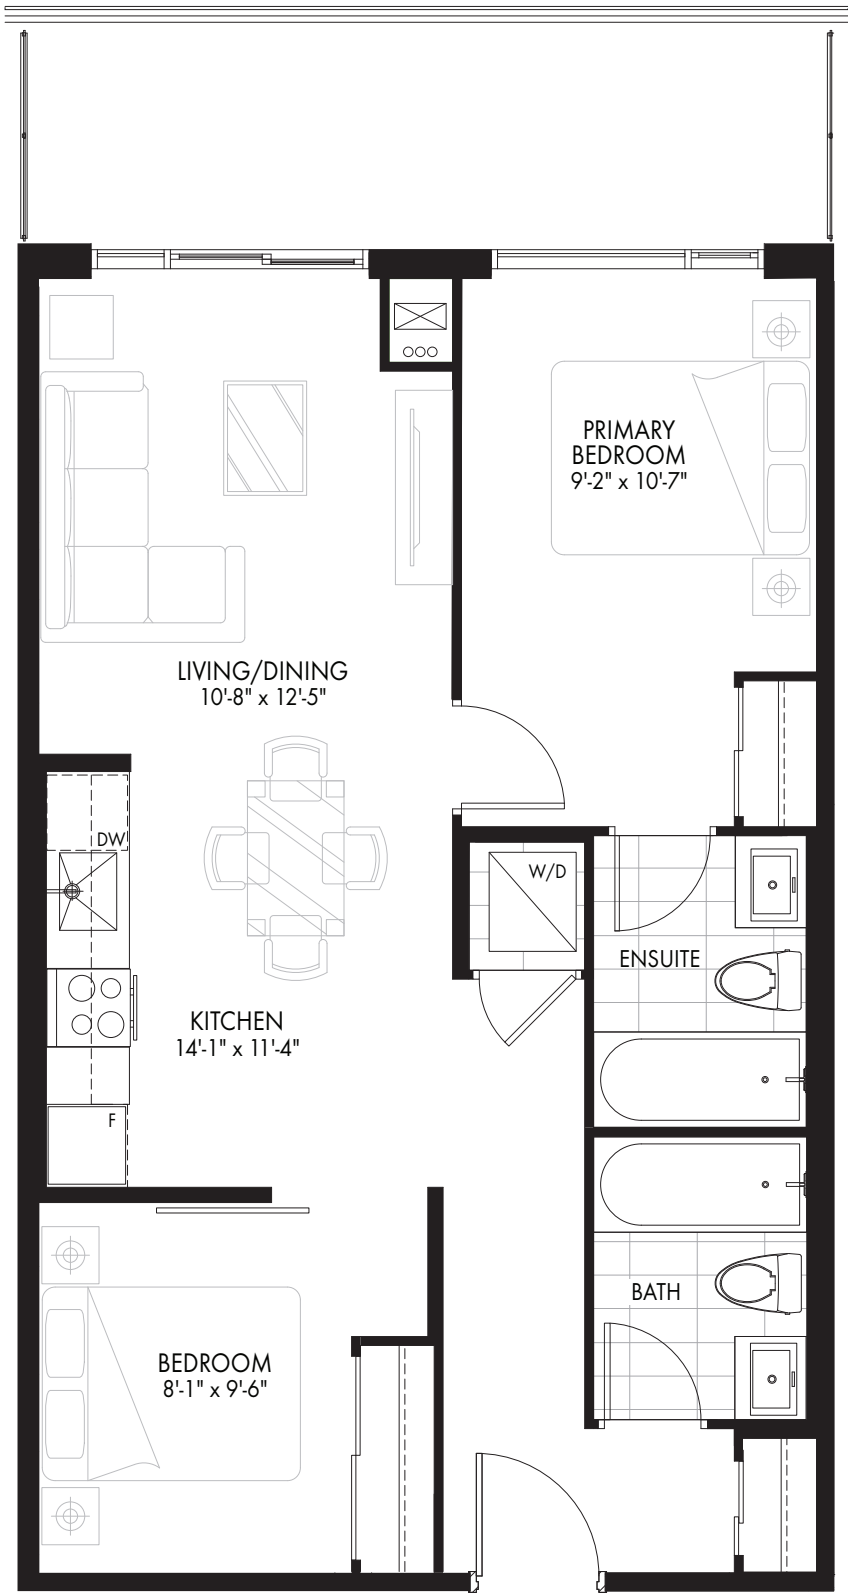 PRIMARY
BEDROOM
9'-2" x 10'-7"
LIVING/DINING
10'-8" x 12'-5"
DW
W/D
ENSUITE
KITCHEN
14'-1" x 11'-4"
F
BATH
BEDROOM
8'-1" x 9'-6"